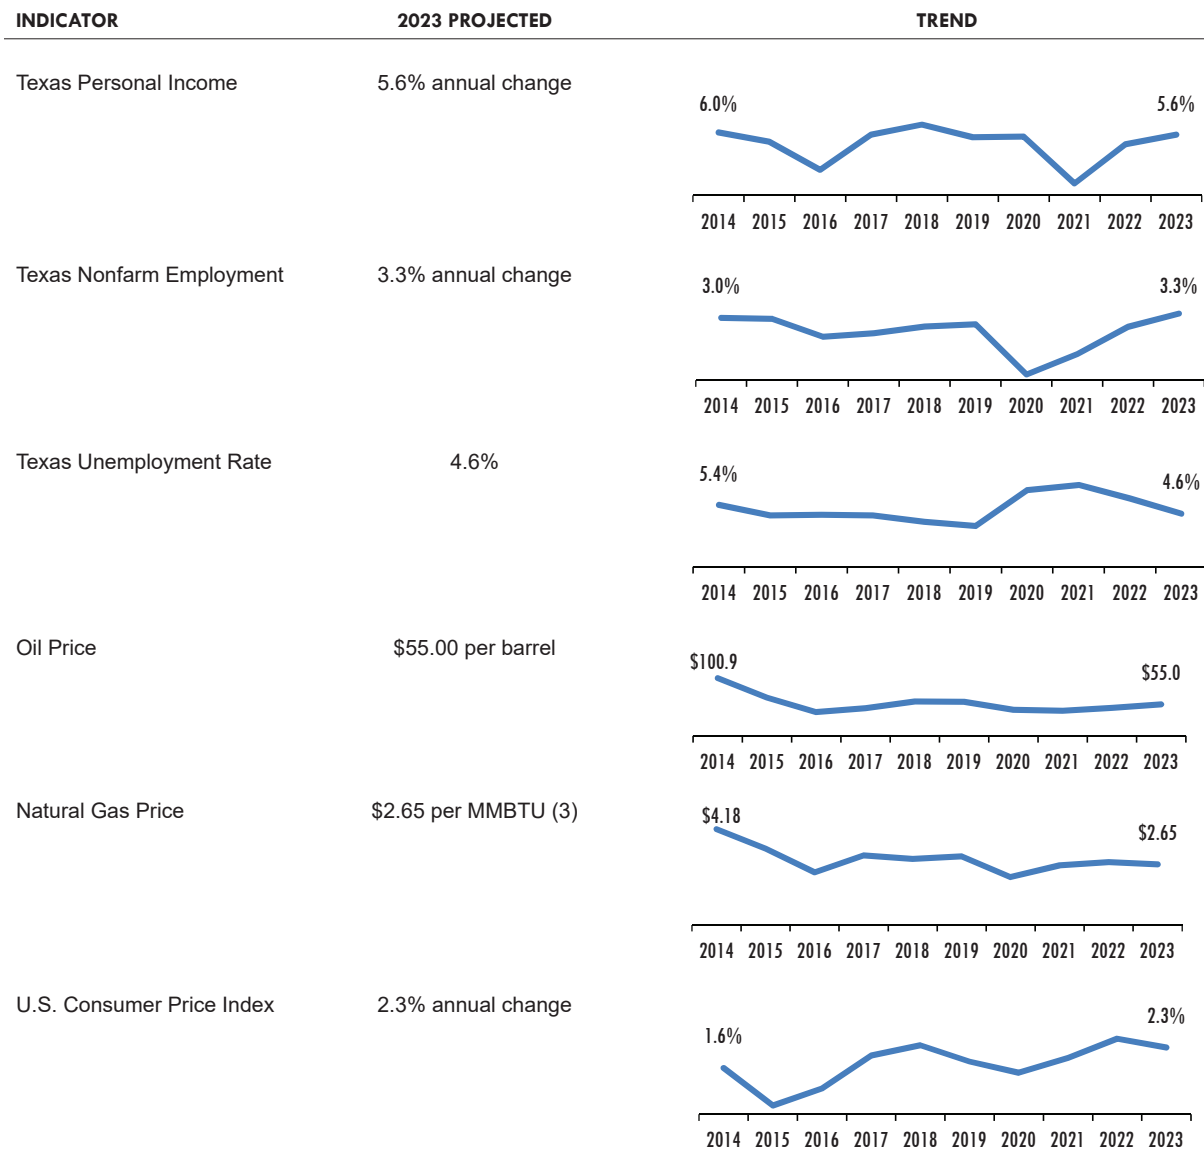 INDICATOR 2023 PROJECTED TREND
Texas Personal Income 5.6% annual change
6.0% 5.6%
2014 2015 2016 2017 2018 2019 2020 2021 2022 2023
Texas Nonfarm Employment 3.3% annual change
3.0% 3.3%
2014 2015 2016 2017 2018 2019 2020 2021 2022 2023
Texas Unemployment Rate 4.6%
5.4% 4.6%
2014 2015 2016 2017 2018 2019 2020 2021 2022 2023
Oil Price $55.00 per barrel
$100.9 $55.0
2014 2015 2016 2017 2018 2019 2020 2021 2022 2023
Natural Gas Price $2.65 per MMBTU (3)
$4.18 $2.65
2014 2015 2016 2017 2018 2019 2020 2021 2022 2023
U.S. Consumer Price Index 2.3% annual change
1.6% 2.3%
2014 2015 2016 2017 2018 2019 2020 2021 2022 2023